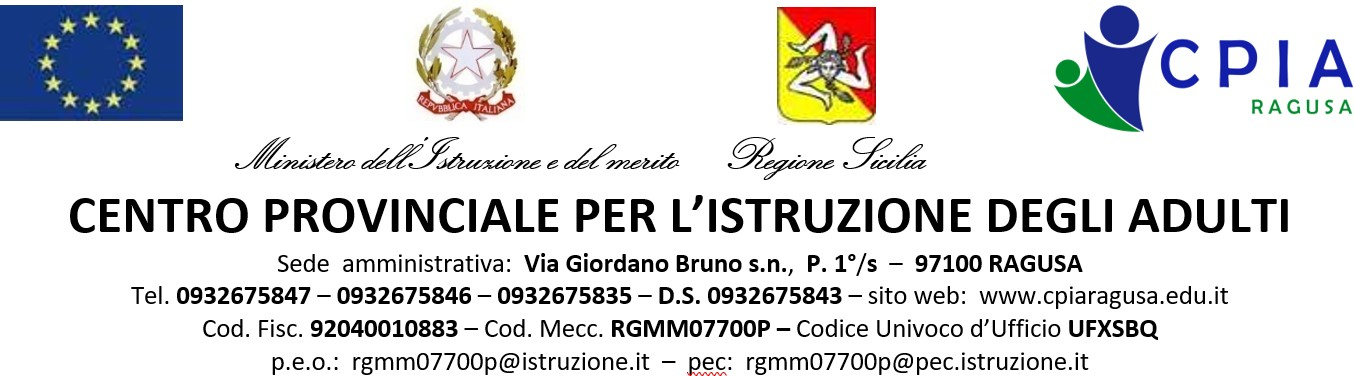 REPVBBLICA ITALIANA
CPIA
RAGUSA
Ministero dell'Istruzione e del merito Regione Sicilia
CENTRO PROVINCIALE PER L’ISTRUZIONE DEGLI ADULTI
Sede amministrativa: Via Giordano Bruno s.n., P. 1°/s – 97100 RAGUSA
Tel. 0932675847 – 0932675846 – 0932675835 – D.S. 0932675843 – sito web: www.cpiaragusa.edu.it
Cod. Fisc. 92040010883 – Cod. Mecc. RGMM07700P – Codice Univoco d’Ufficio UFXSBQ
p.e.o.: rgmm07700p@istruzione.it – pec: rgmm07700p@pec.istruzione.it